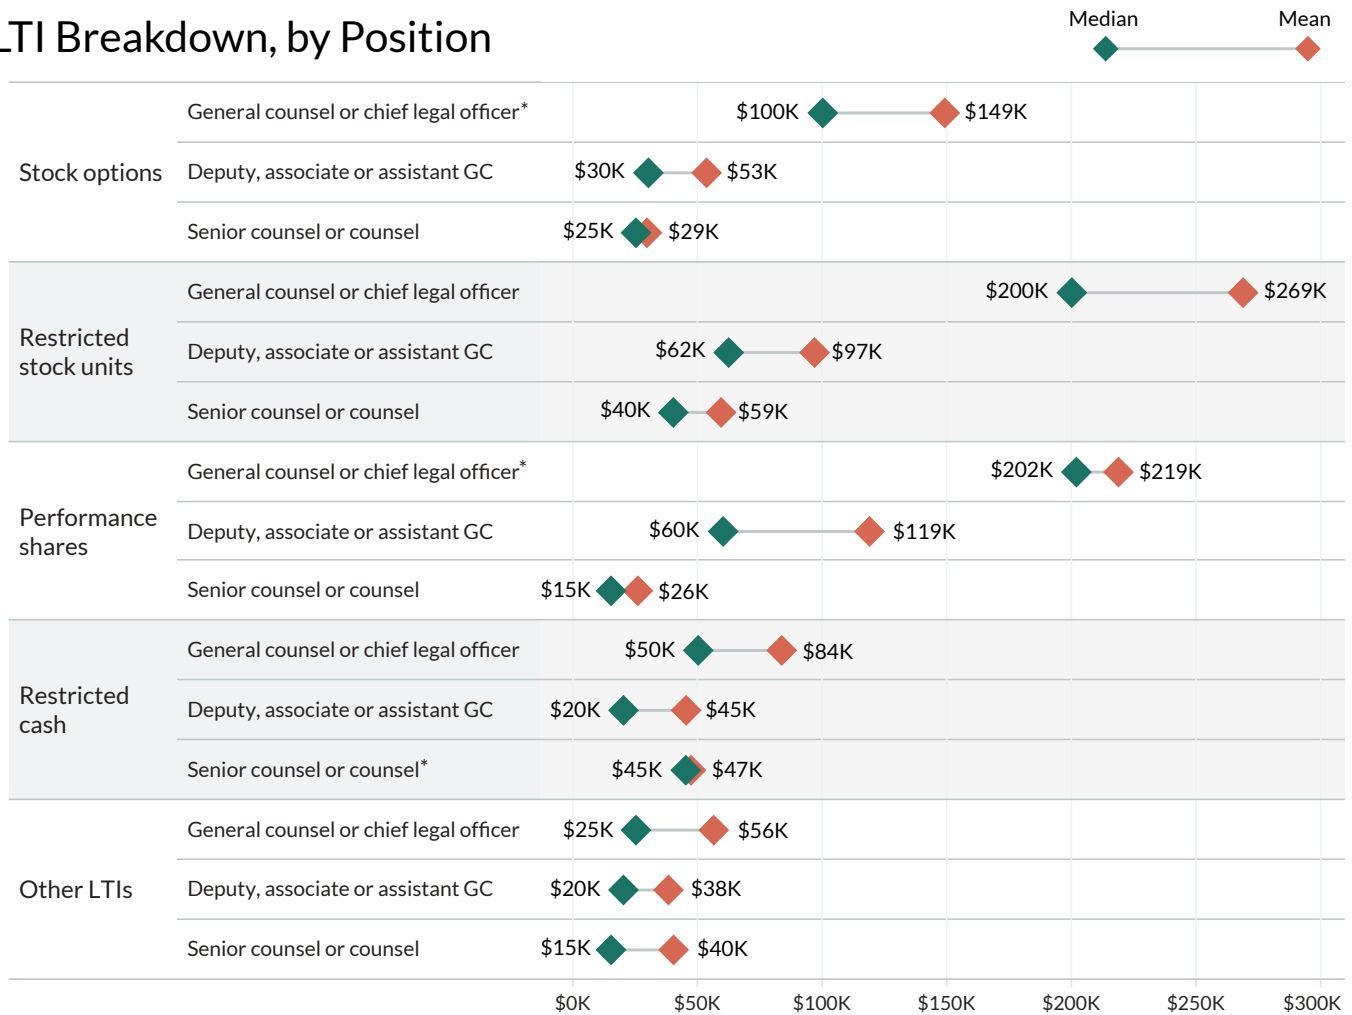 LTI Breakdown, by Position
Median Mean
Stock options
General counsel or chief legal officer* $100K $149K
Deputy, associate or assistant GC $30K $53K
Senior counsel or counsel $25K $29K
Restricted
stock units
General counsel or chief legal officer $200K $269K
Deputy, associate or assistant GC $62K $97K
Senior counsel or counsel $40K $59K
Performance
shares
General counsel or chief legal officer* $202K $219K
Deputy, associate or assistant GC $60K $119K
Senior counsel or counsel $15K $26K
Restricted
cash
General counsel or chief legal officer $50K $84K
Deputy, associate or assistant GC $20K $45K
Senior counsel or counsel* $45K $47K
Other LTIs
General counsel or chief legal officer $25K $56K
Deputy, associate or assistant GC $20K $38K
Senior counsel or counsel $15K $40K
$0K $50K $100K $150K $200K $250K $300K